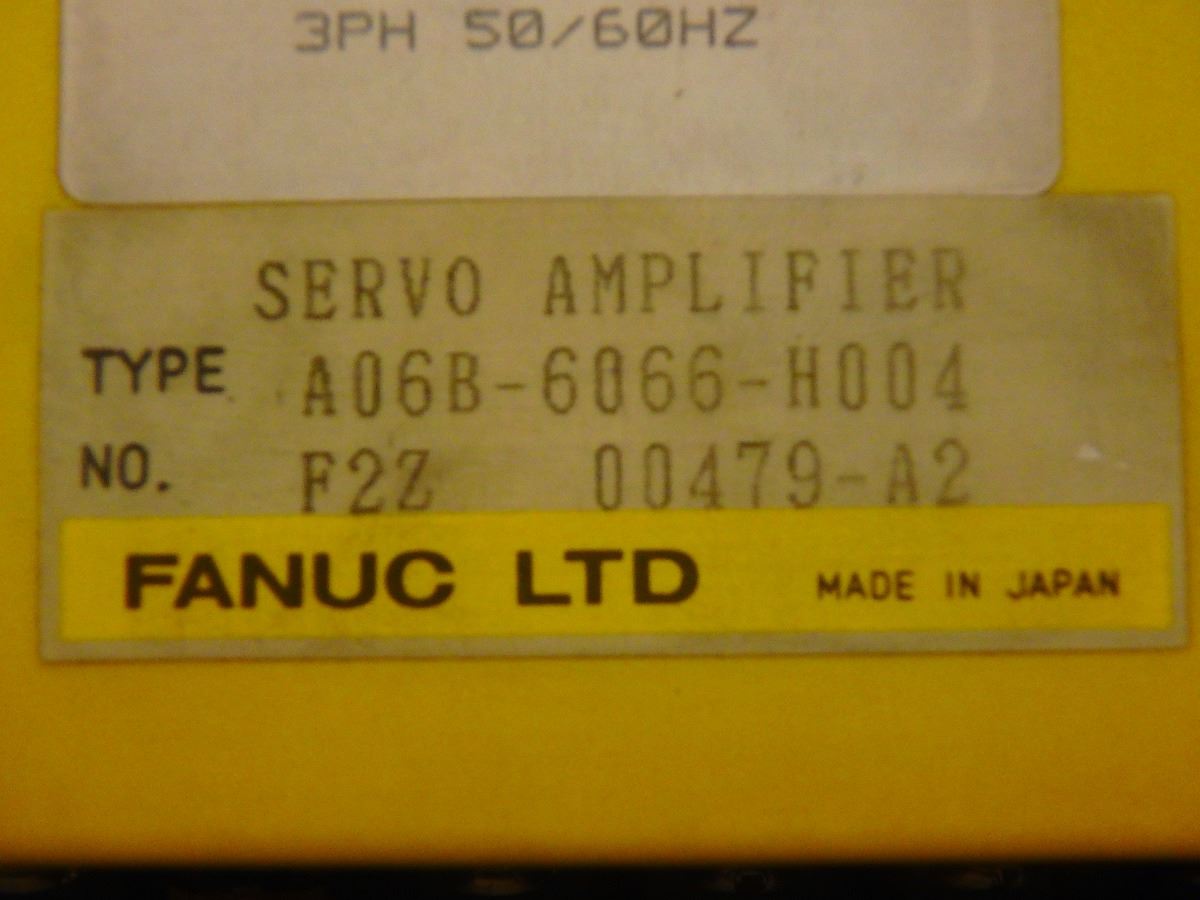 3PH 50/60HZ
SERVO AMPLIFIER
TYPE A06B-6066-H004
NO. F2Z 00479-A2
FANUC LTD MADE IN JAPAN